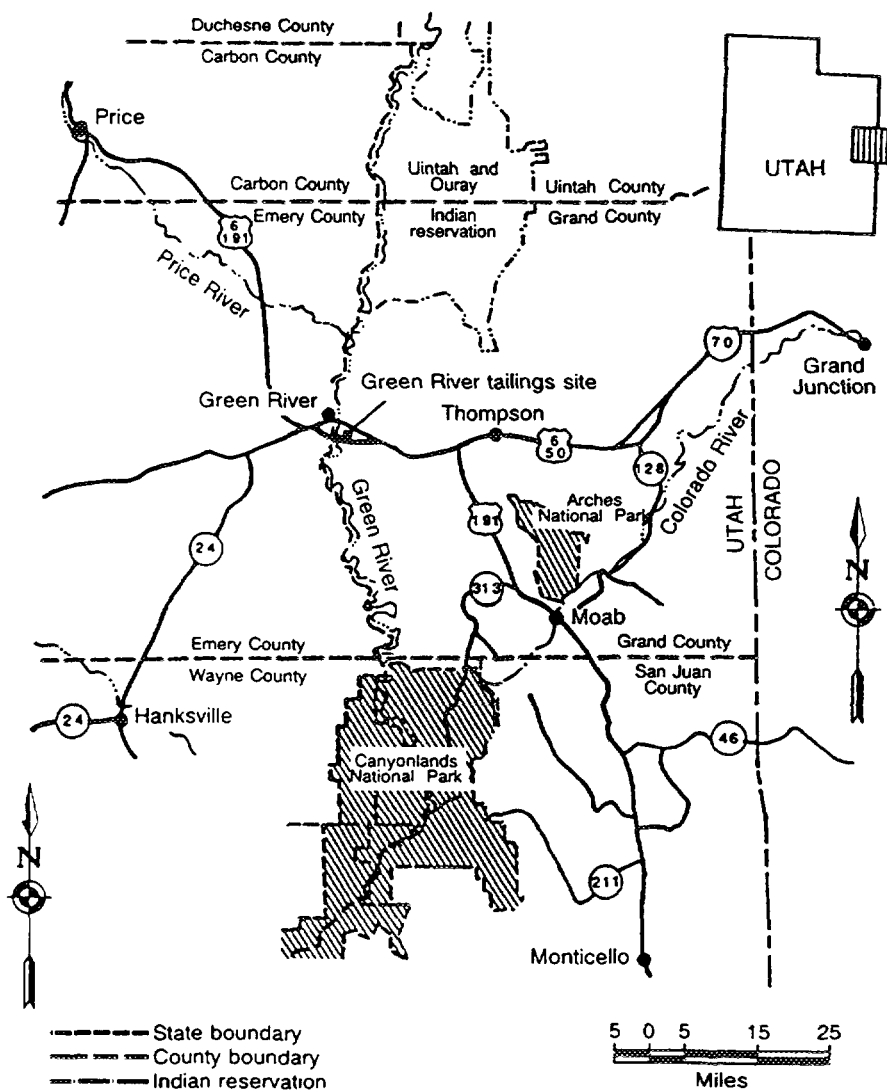 Duchesne County
Carbon County
Price
UTAH
Carbon County
Uintah and
Ouray
Uintah County
Emery County
Indian
reservation
Grand County
6
191
Price River
70
Grand
Junction
Green River tailings site
Green River
Thompson
6
50
128
Colorado River
Arches
National Park
UTAH
COLORADO
191
Green River
24
N
313
Moab
Emery County
Grand County
Wayne County
San Juan
County
24
Hanksville
46
Canyonlands
National Park
N
211
Monticello
State boundary
County boundary
Indian reservation
5 0 5 15 25
Miles